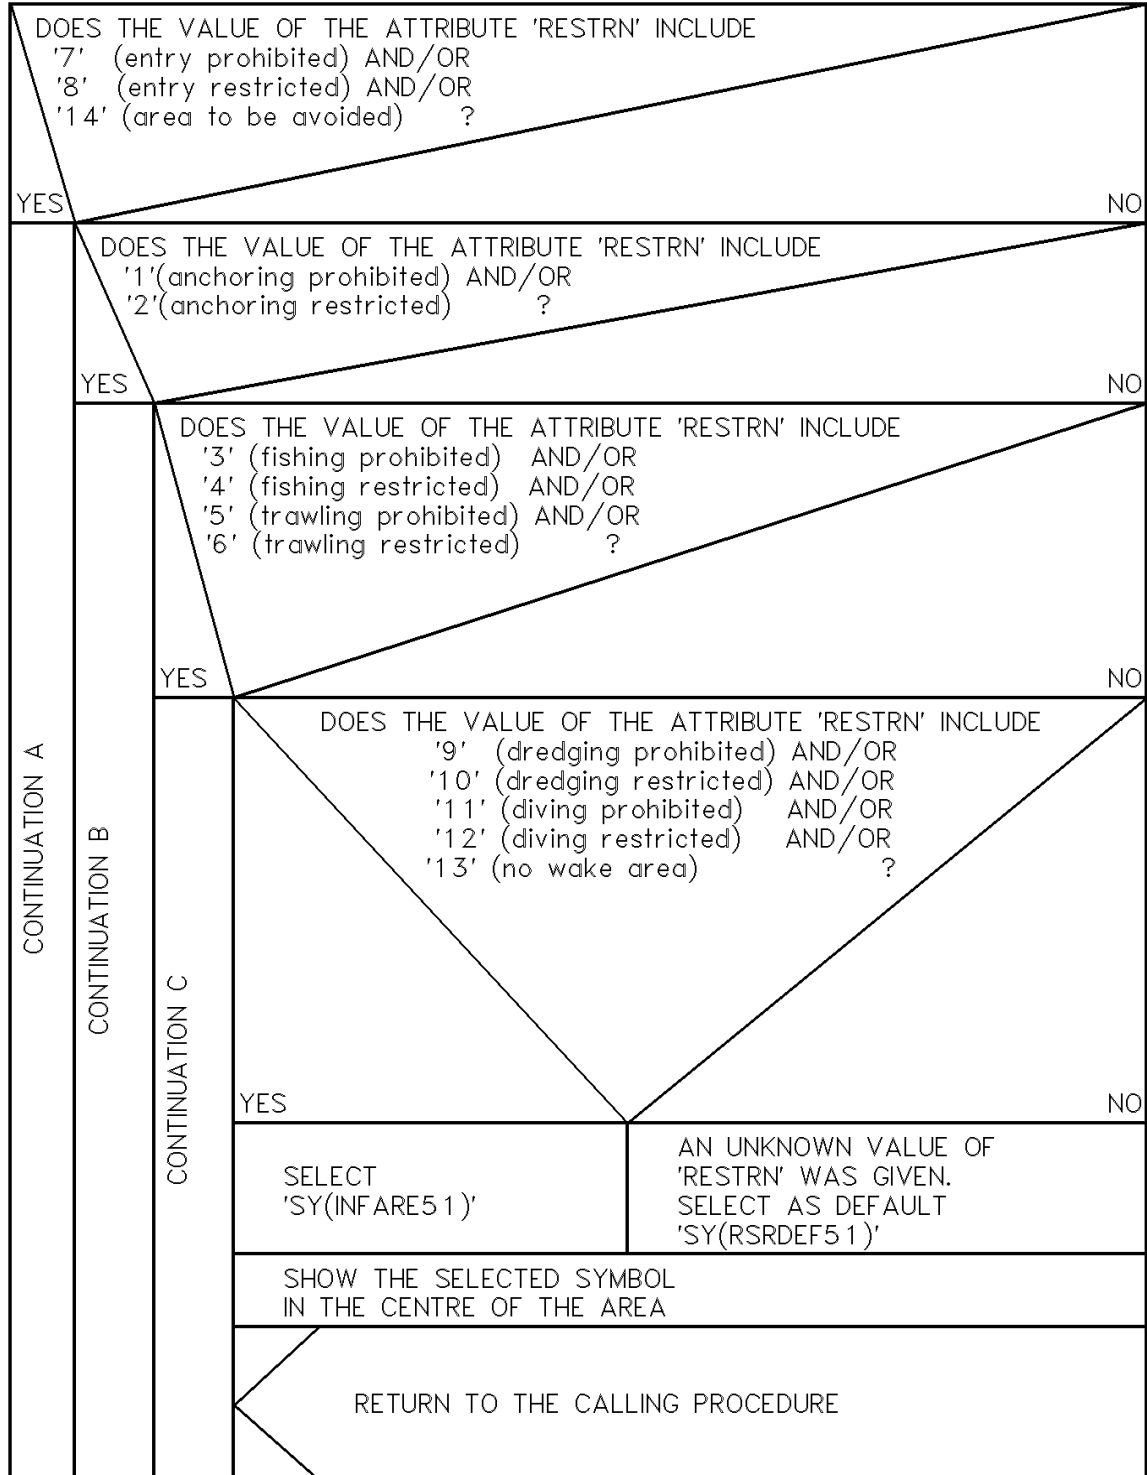 DOES THE VALUE OF THE ATTRIBUTE 'RESTRN' INCLUDE
'7' (entry prohibited) AND/OR
'8' (entry restricted) AND/OR
'14' (area to be avoided) ?
YES
NO
DOES THE VALUE OF THE ATTRIBUTE 'RESTRN' INCLUDE
'1'(anchoring prohibited) AND/OR
'2'(anchoring restricted) ?
YES
NO
DOES THE VALUE OF THE ATTRIBUTE 'RESTRN' INCLUDE
'3' (fishing prohibited) AND/OR
'4' (fishing restricted) AND/OR
'5' (trawling prohibited) AND/OR
'6' (trawling restricted) ?
YES
NO
DOES THE VALUE OF THE ATTRIBUTE 'RESTRN' INCLUDE
'9' (dredging prohibited) AND/OR
'10' (dredging restricted) AND/OR
'11' (diving prohibited) AND/OR
'12' (diving restricted) AND/OR
'13' (no wake area) ?
YES
NO
CONTINUATION A
CONTINUATION B
CONTINUATION C
SELECT
'SY(INFARE51)'
AN UNKNOWN VALUE OF
'RESTRN' WAS GIVEN.
SELECT AS DEFAULT
'SY(RSRDEF51)'
SHOW THE SELECTED SYMBOL
IN THE CENTRE OF THE AREA
RETURN TO THE CALLING PROCEDURE